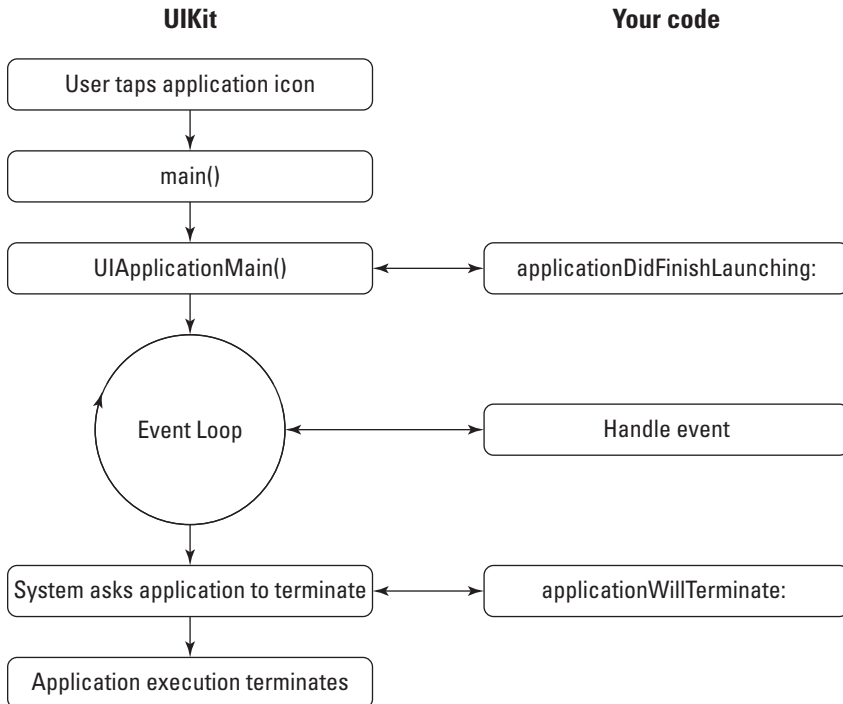 UIKit
Your code
User taps application icon
main()
UIApplicationMain()
applicationDidFinishLaunching:
Event Loop
Handle event
System asks application to terminate
applicationWillTerminate:
Application execution terminates